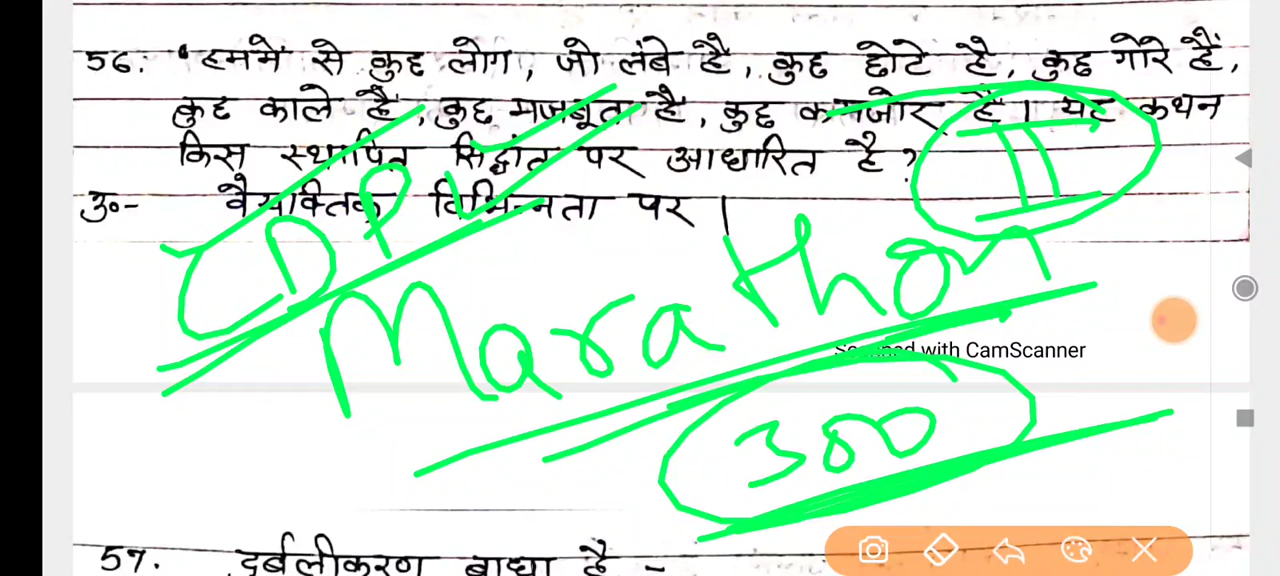 56. "हममें से कुछ लोग, जो लंबे है, कुछ छोटे है, कुछ गोरे हैं,
कुछ काले है, कुछ मजबूत है, कुछ कमजोर है। यह कथन
किस स्थापित सिद्धांत पर आधारित है?
II
उ०- वैयक्तिक विभिन्नता पर।
CDP
Marathon
Scanned with CamScanner
300
57. दुर्बलीकरण बाधा है -